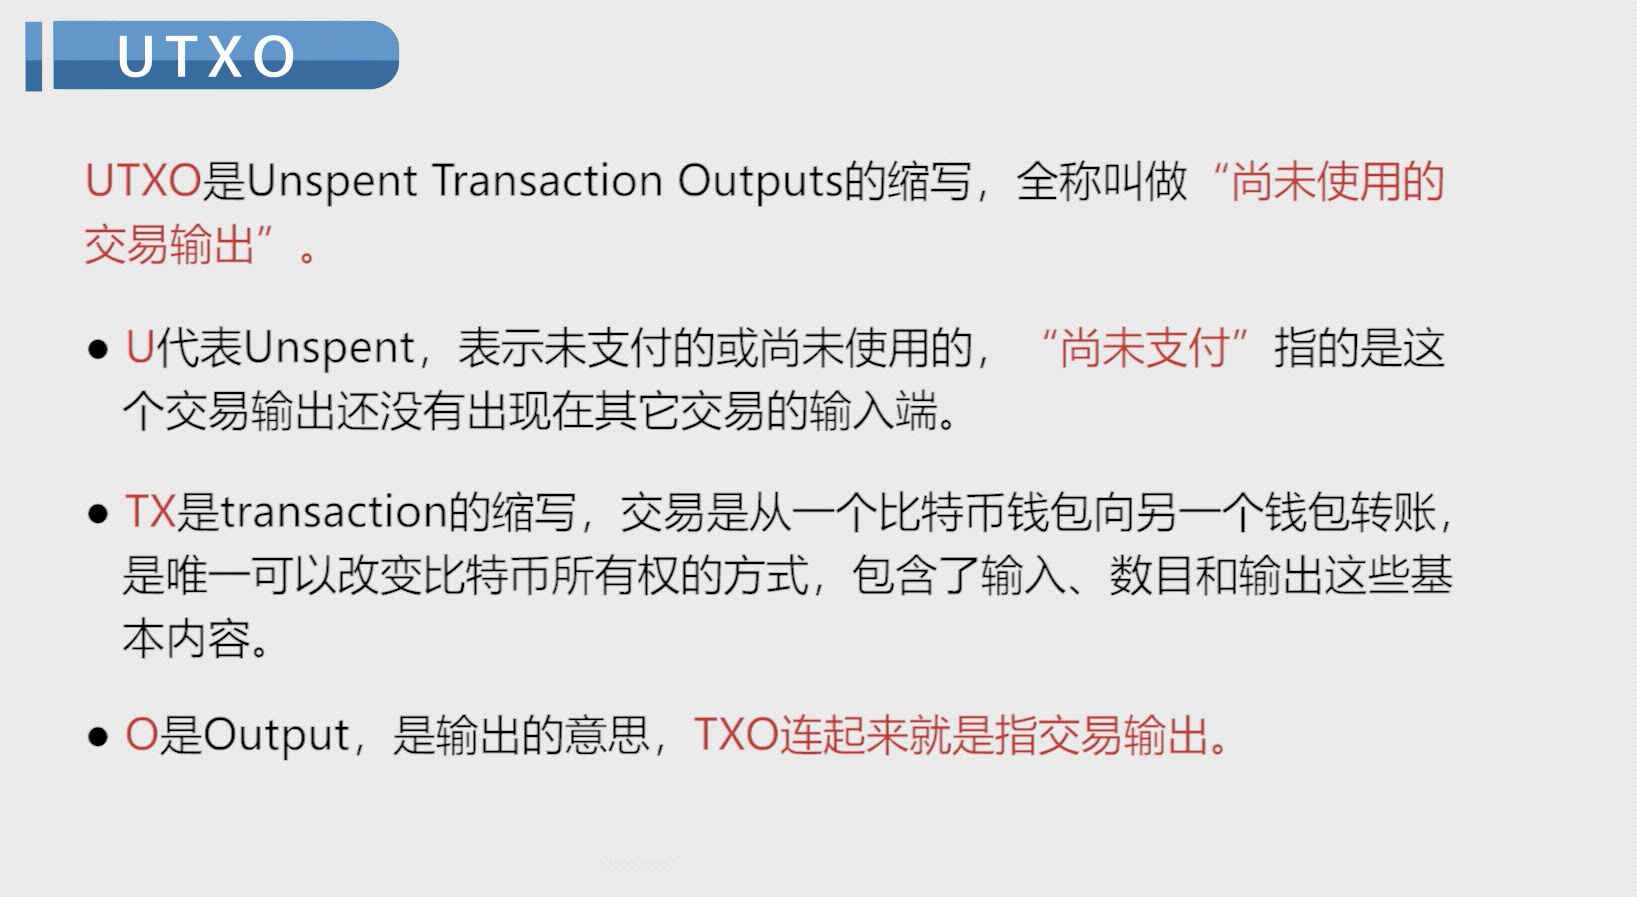 UTXO
UTXO是Unspent Transaction Outputs的缩写，全称叫做“尚未使用的
交易输出”。
● U代表Unspent，表示未支付的或尚未使用的，“尚未支付”指的是这
个交易输出还没有出现在其它交易的输入端。
● TX是transaction的缩写，交易是从一个比特币钱包向另一个钱包转账，
是唯一可以改变比特币所有权的方式，包含了输入、数目和输出这些基
本内容。
● O是Output，是输出的意思，TXO连起来就是指交易输出。